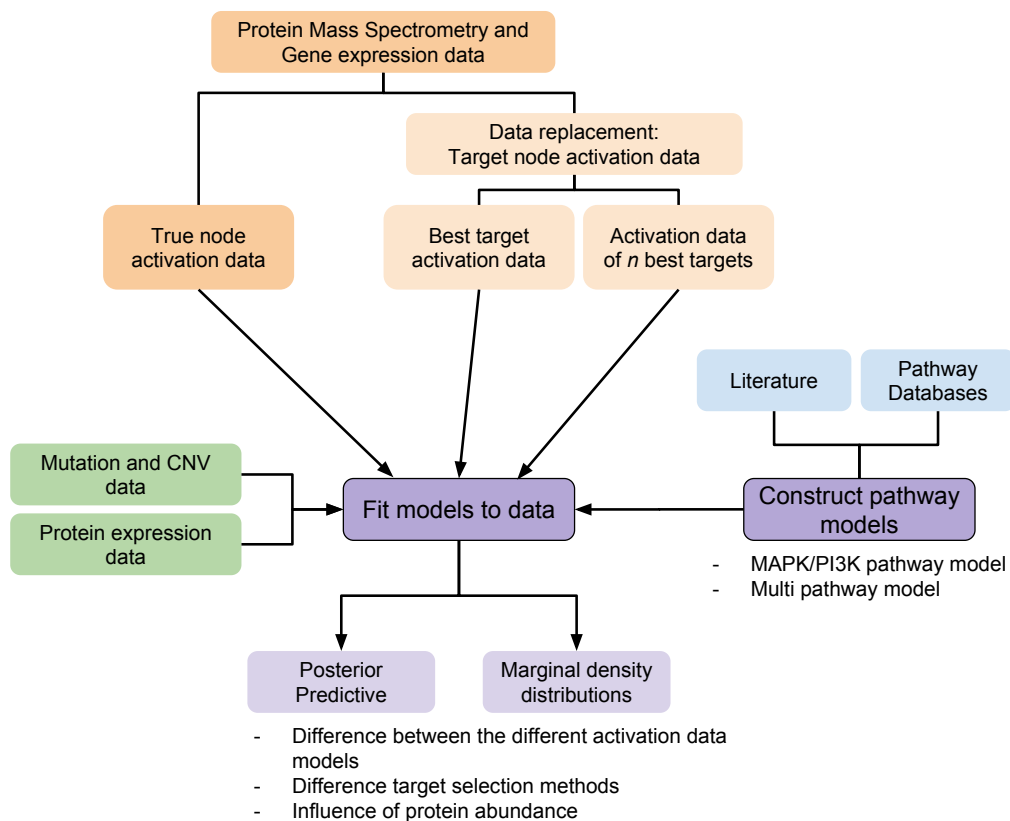 Protein Mass Spectrometry and
Gene expression data
Data replacement:
Target node activation data
True node
activation data
Best target
activation data
Activation data
of n best targets
Literature
Pathway
Databases
Mutation and CNV
data
Protein expression
data
Fit models to data
Construct pathway
models
- MAPK/PI3K pathway model
- Multi pathway model
Posterior
Predictive
Marginal density
distributions
- Difference between the different activation data
models
- Difference target selection methods
- Influence of protein abundance